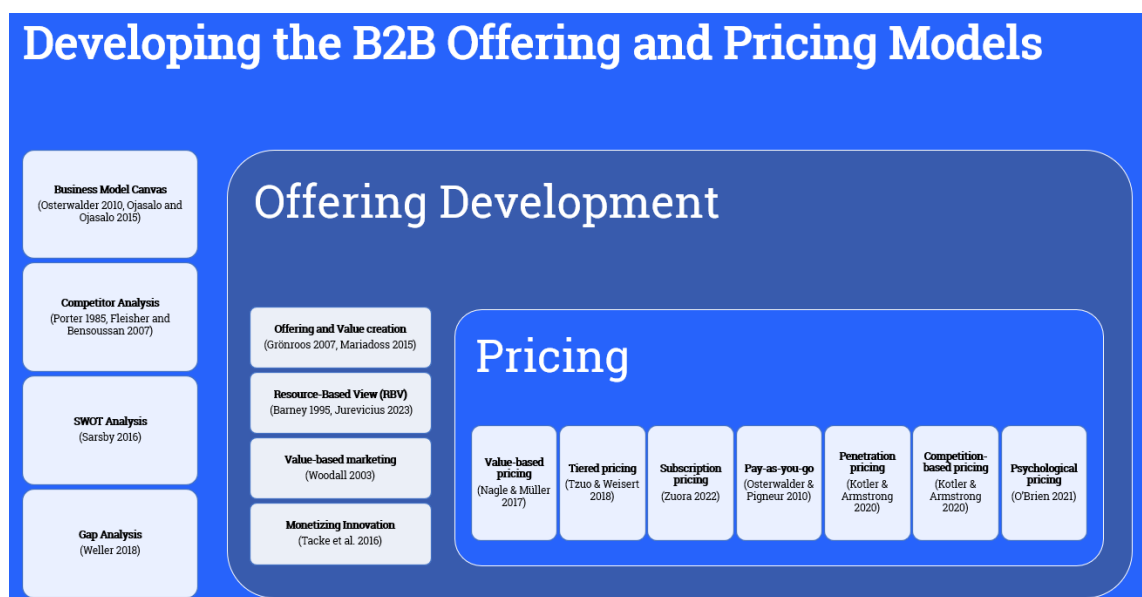 Developing the B2B Offering and Pricing Models
Business Model Canvas
(Osterwalder 2010, Ojasalo and
Ojasalo 2015)
Competitor Analysis
(Porter 1985, Fleisher and
Bensoussan 2007)
SWOT Analysis
(Sarsby 2016)
Gap Analysis
(Weller 2018)
Offering Development
Offering and Value creation
(Grönroos 2007, Mariadoss 2015)
Resource-Based View (RBV)
(Barney 1995, Jurevicius 2023)
Value-based marketing
(Woodall 2003)
Monetizing Innovation
(Tacke et al. 2016)
Pricing
Value-based
pricing
(Nagle & Müller
2017)
Tiered pricing
(Tzuo & Weisert
2018)
Subscription
pricing
(Zuora 2022)
Pay-as-you-go
(Osterwalder &
Pigneur 2010)
Penetration
pricing
(Kotler &
Armstrong
2020)
Competition-
based pricing
(Kotler &
Armstrong
2020)
Psychological
pricing
(O'Brien 2021)